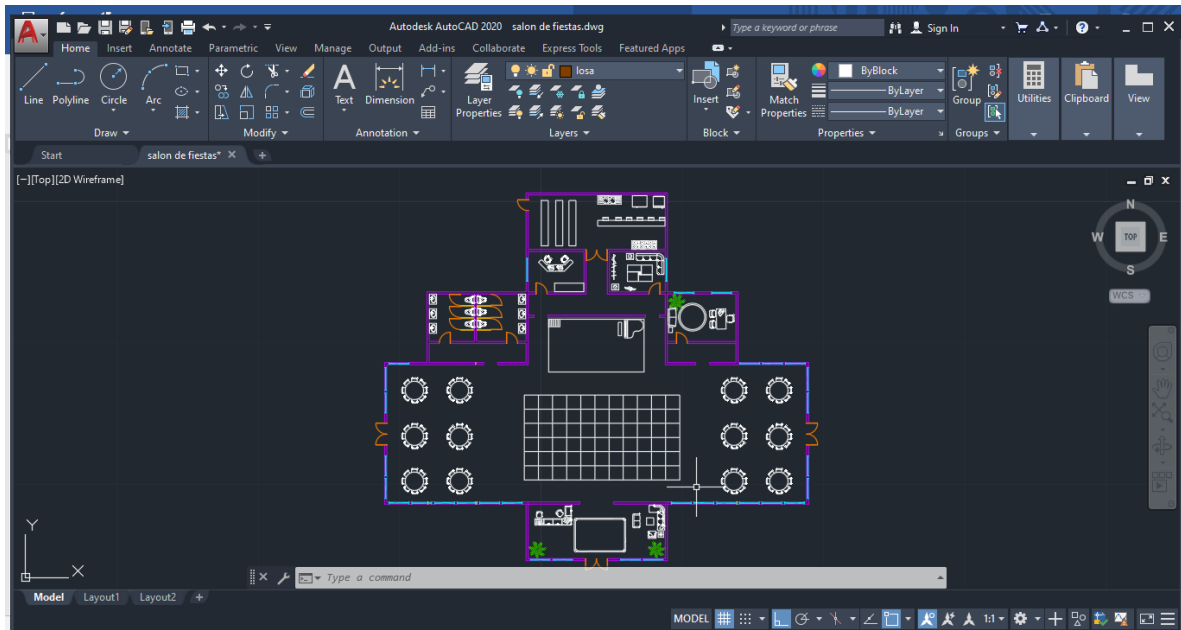 Autodesk AutoCAD 2020 salon de fiestas.dwg
Type a keyword or phrase
Sign In
Home Insert Annotate Parametric View Manage Output Add-ins Collaborate Express Tools Featured Apps
Line Polyline Circle Arc
Text Dimension
Layer Properties
losa
Insert
Match Properties
ByBlock
ByLayer
ByLayer
Group
Utilities Clipboard View
Draw Modify Annotation Layers Block Properties Groups
Start salon de fiestas* +
[−][Top][2D Wireframe]
N
W TOP E
S
WCS
Y
X
Type a command
Model Layout1 Layout2 +
MODEL 1:1